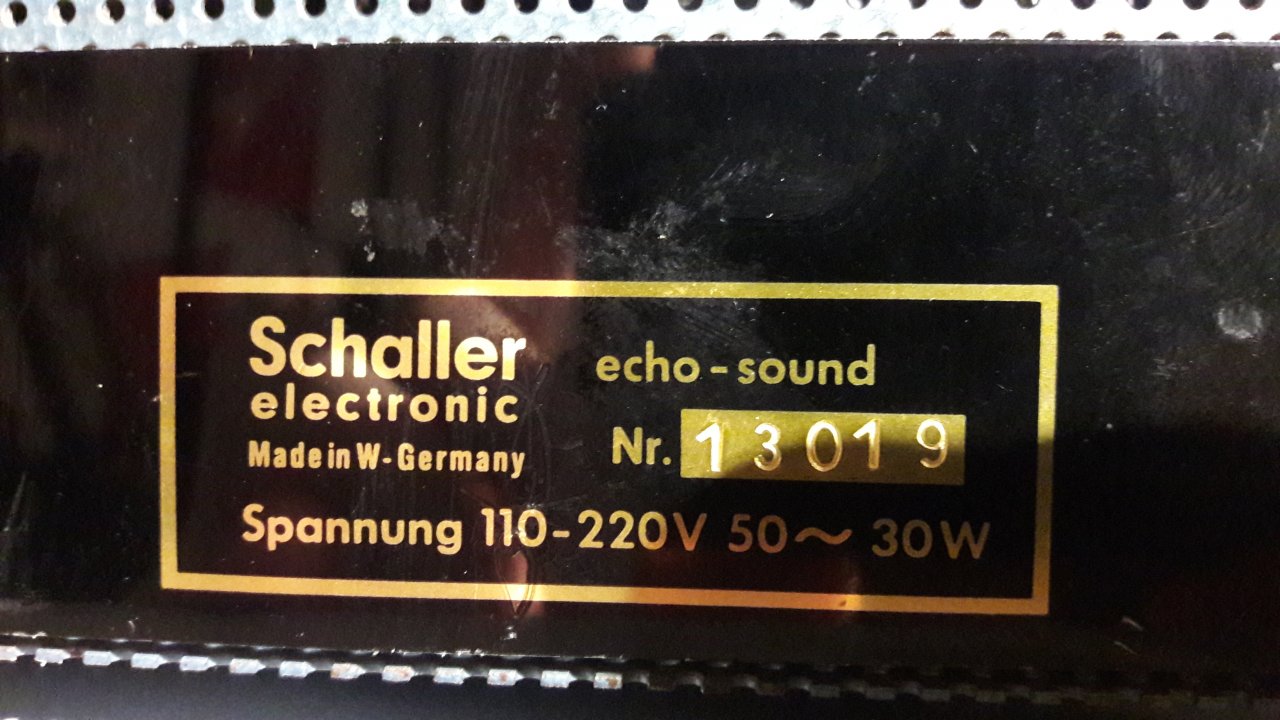 Schaller echo-sound
electronic
Nr. 13019
Made in W-Germany
Spannung 110-220V 50~ 30W